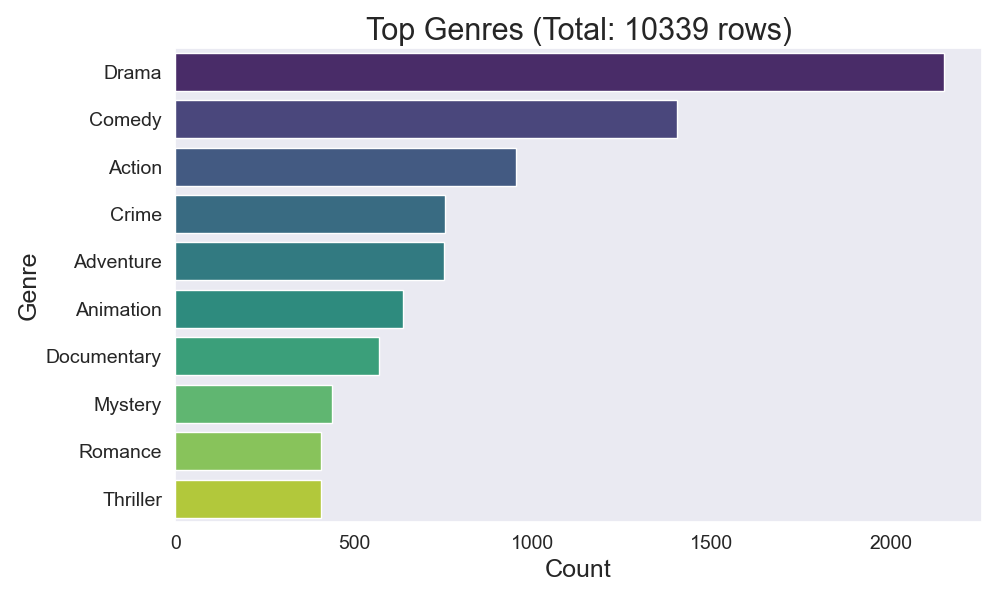 Top Genres (Total: 10339 rows)
Genre
Drama
Comedy
Action
Crime
Adventure
Animation
Documentary
Mystery
Romance
Thriller
0 500 1000 1500 2000
Count